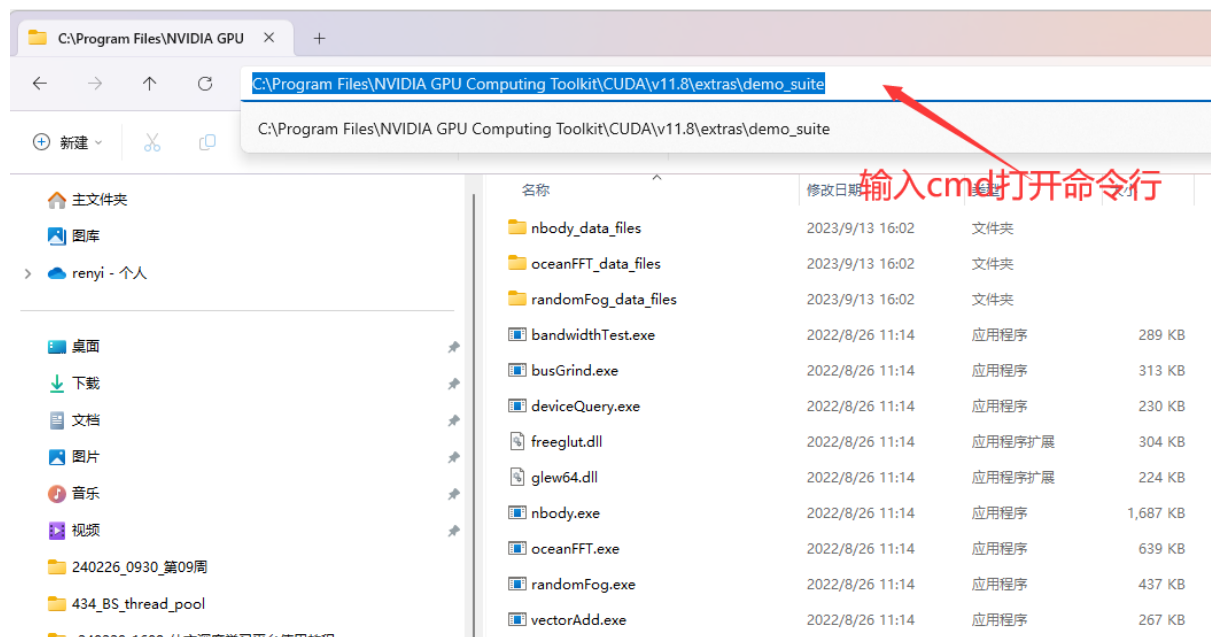 C:\Program Files\NVIDIA GPU
C:\Program Files\NVIDIA GPU Computing Toolkit\CUDA\v11.8\extras\demo_suite
C:\Program Files\NVIDIA GPU Computing Toolkit\CUDA\v11.8\extras\demo_suite
新建
输入cmd打开命令行
名称 修改日期 类型 大小
主文件夹
图库
renyi - 个人
桌面
下载
文档
图片
音乐
视频
240226_0930_第09周
434_BS_thread_pool
nbody_data_files 2023/9/13 16:02 文件夹
oceanFFT_data_files 2023/9/13 16:02 文件夹
randomFog_data_files 2023/9/13 16:02 文件夹
bandwidthTest.exe 2022/8/26 11:14 应用程序 289 KB
busGrind.exe 2022/8/26 11:14 应用程序 313 KB
deviceQuery.exe 2022/8/26 11:14 应用程序 230 KB
freeglut.dll 2022/8/26 11:14 应用程序扩展 304 KB
glew64.dll 2022/8/26 11:14 应用程序扩展 224 KB
nbody.exe 2022/8/26 11:14 应用程序 1,687 KB
oceanFFT.exe 2022/8/26 11:14 应用程序 639 KB
randomFog.exe 2022/8/26 11:14 应用程序 437 KB
vectorAdd.exe 2022/8/26 11:14 应用程序 267 KB